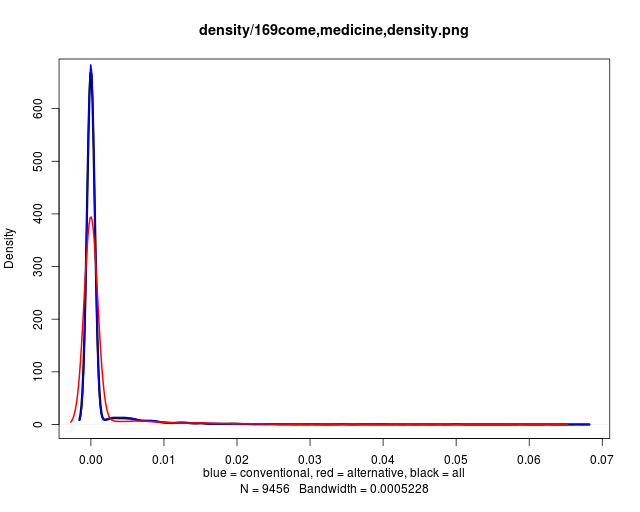 density/169come,medicine,density.png
Density
600
500
400
300
200
100
0
0.00 0.01 0.02 0.03 0.04 0.05 0.06 0.07
blue = conventional, red = alternative, black = all
N = 9456 Bandwidth = 0.0005228